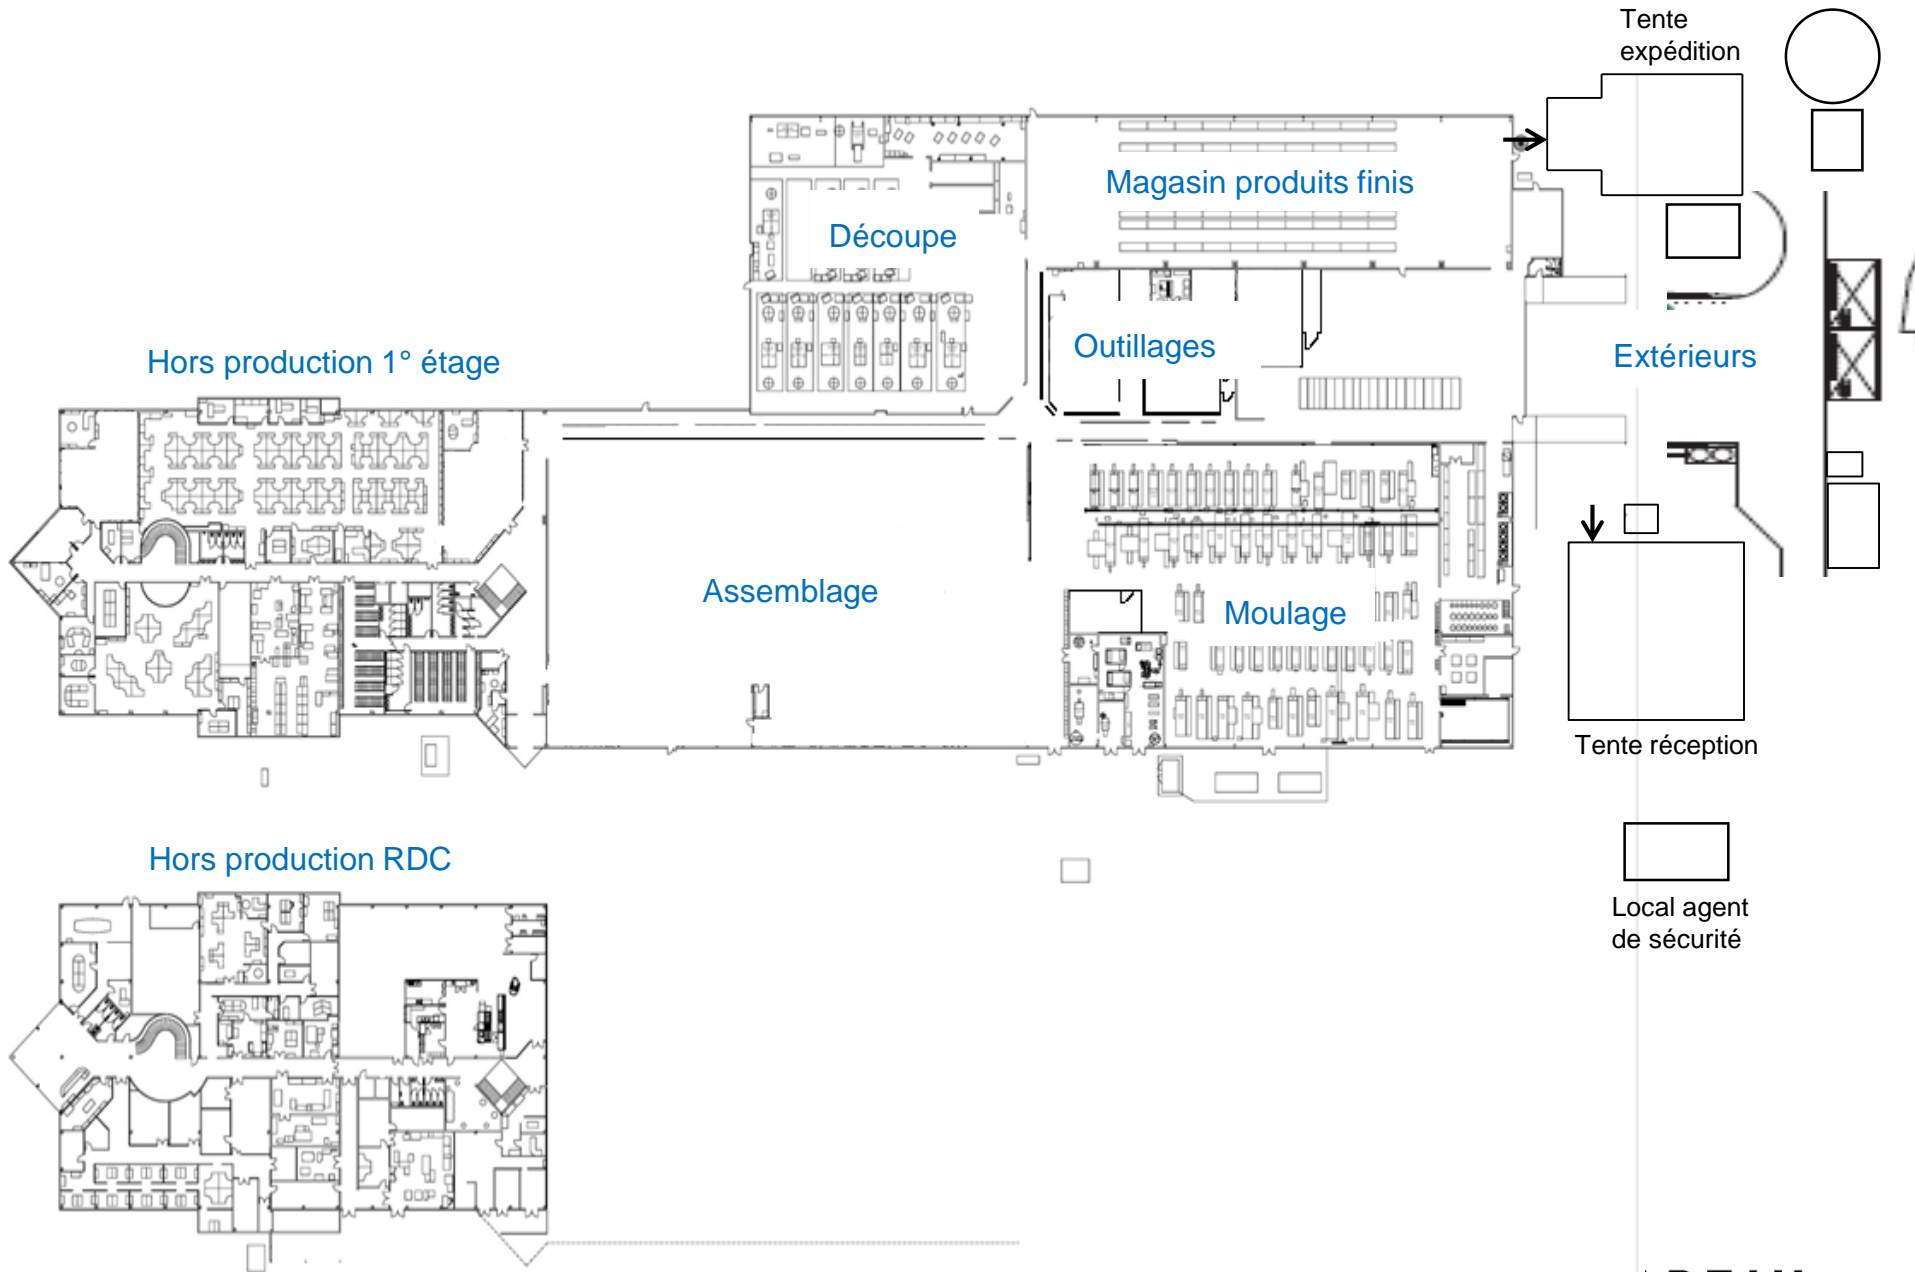 Tente
expédition
Magasin produits finis
Découpe
Outillages
Hors production 1° étage
Extérieurs
Assemblage
Moulage
Tente réception
Hors production RDC
Local agent
de sécurité